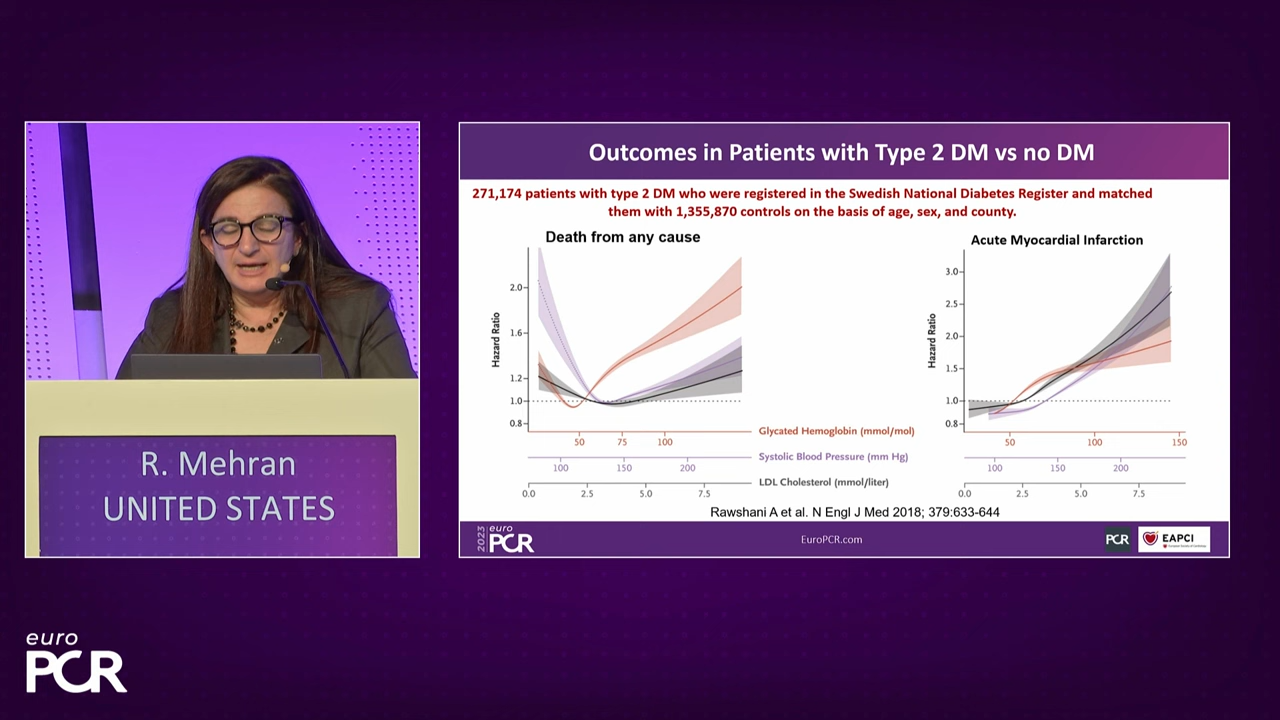 R. Mehran
UNITED STATES
euro
PCR
Outcomes in Patients with Type 2 DM vs no DM
271,174 patients with type 2 DM who were registered in the Swedish National Diabetes Register and matched
them with 1,355,870 controls on the basis of age, sex, and county.
Death from any cause
Hazard Ratio
2.0
1.6
1.2
1.0
0.8
50 75 100
100 150 200
0.0 2.5 5.0 7.5
Glycated Hemoglobin (mmol/mol)
Systolic Blood Pressure (mm Hg)
LDL Cholesterol (mmol/liter)
Acute Myocardial Infarction
Hazard Ratio
3.0
2.5
2.0
1.5
1.0
0.8
50 100 150
100 150 200
0.0 2.5 5.0 7.5
Rawshani A et al. N Engl J Med 2018; 379:633-644
2023 euro
PCR
EuroPCR.com
PCR
EAPCI